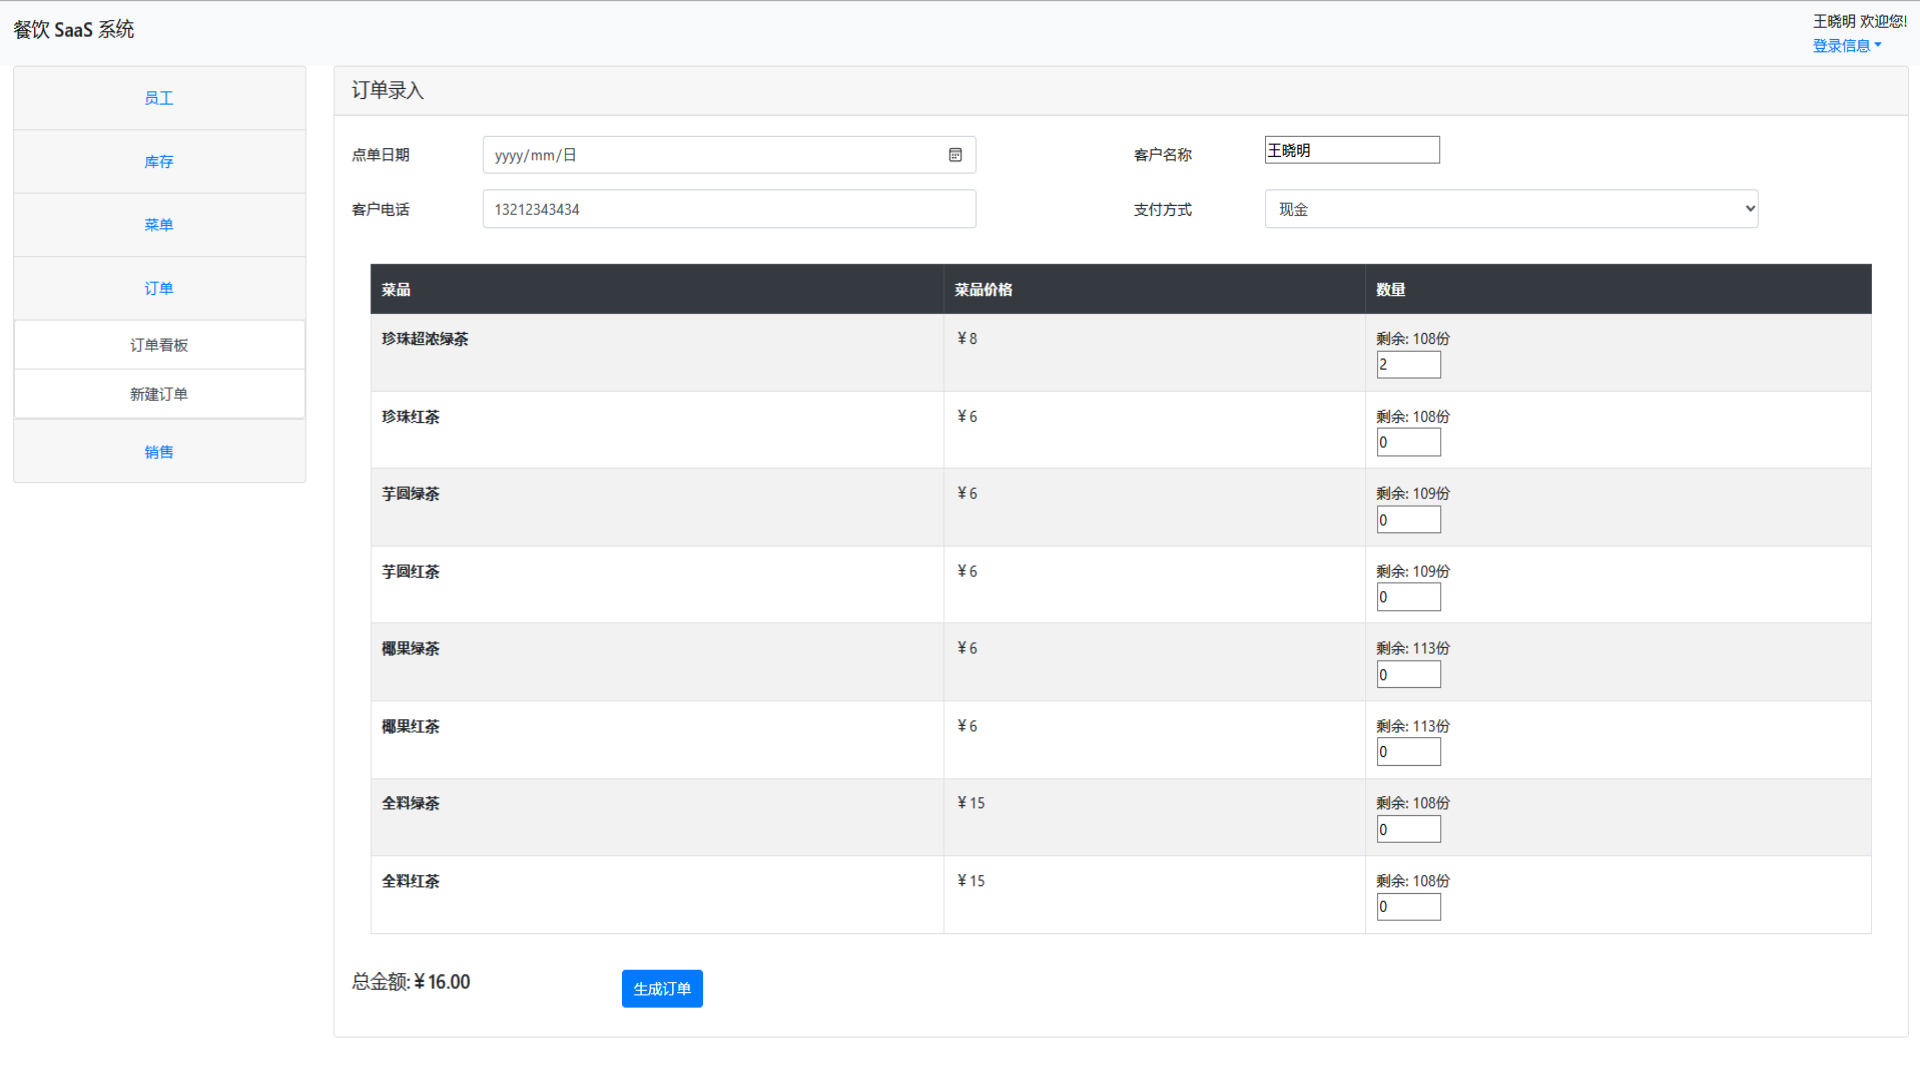 餐饮 SaaS 系统
王晓明 欢迎您!
登录信息
员工
库存
菜单
订单
订单看板
新建订单
销售
订单录入
点单日期 yyyy/mm/日 客户名称 王晓明
客户电话 13212343434 支付方式 现金
菜品 菜品价格 数量
珍珠超浓绿茶 ¥ 8 剩余: 108份
2
珍珠红茶 ¥ 6 剩余: 108份
0
芋圆绿茶 ¥ 6 剩余: 109份
0
芋圆红茶 ¥ 6 剩余: 109份
0
椰果绿茶 ¥ 6 剩余: 113份
0
椰果红茶 ¥ 6 剩余: 113份
0
全料绿茶 ¥ 15 剩余: 108份
0
全料红茶 ¥ 15 剩余: 108份
0
总金额: ¥ 16.00 生成订单